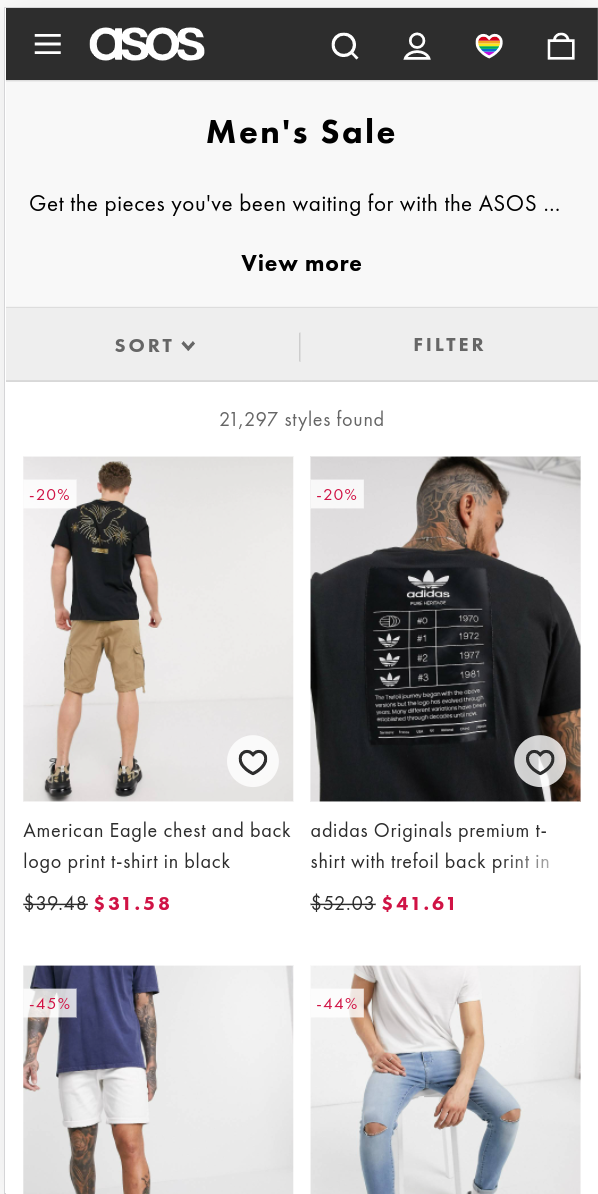 asos
Men's Sale
Get the pieces you've been waiting for with the ASOS ...
View more
SORT
FILTER
21,297 styles found
-20%
-20%
adidas
PURE HERITAGE
#0 1970
#1 1972
#2 1977
#3 1981
The Trefoil journey began with the above
versions but the logo has evolved through
years. Many different variations have been
established through decades until now
American Eagle chest and back
logo print t-shirt in black
$39.48 $31.58
adidas Originals premium t-
shirt with trefoil back print in
$52.03 $41.61
-45%
-44%